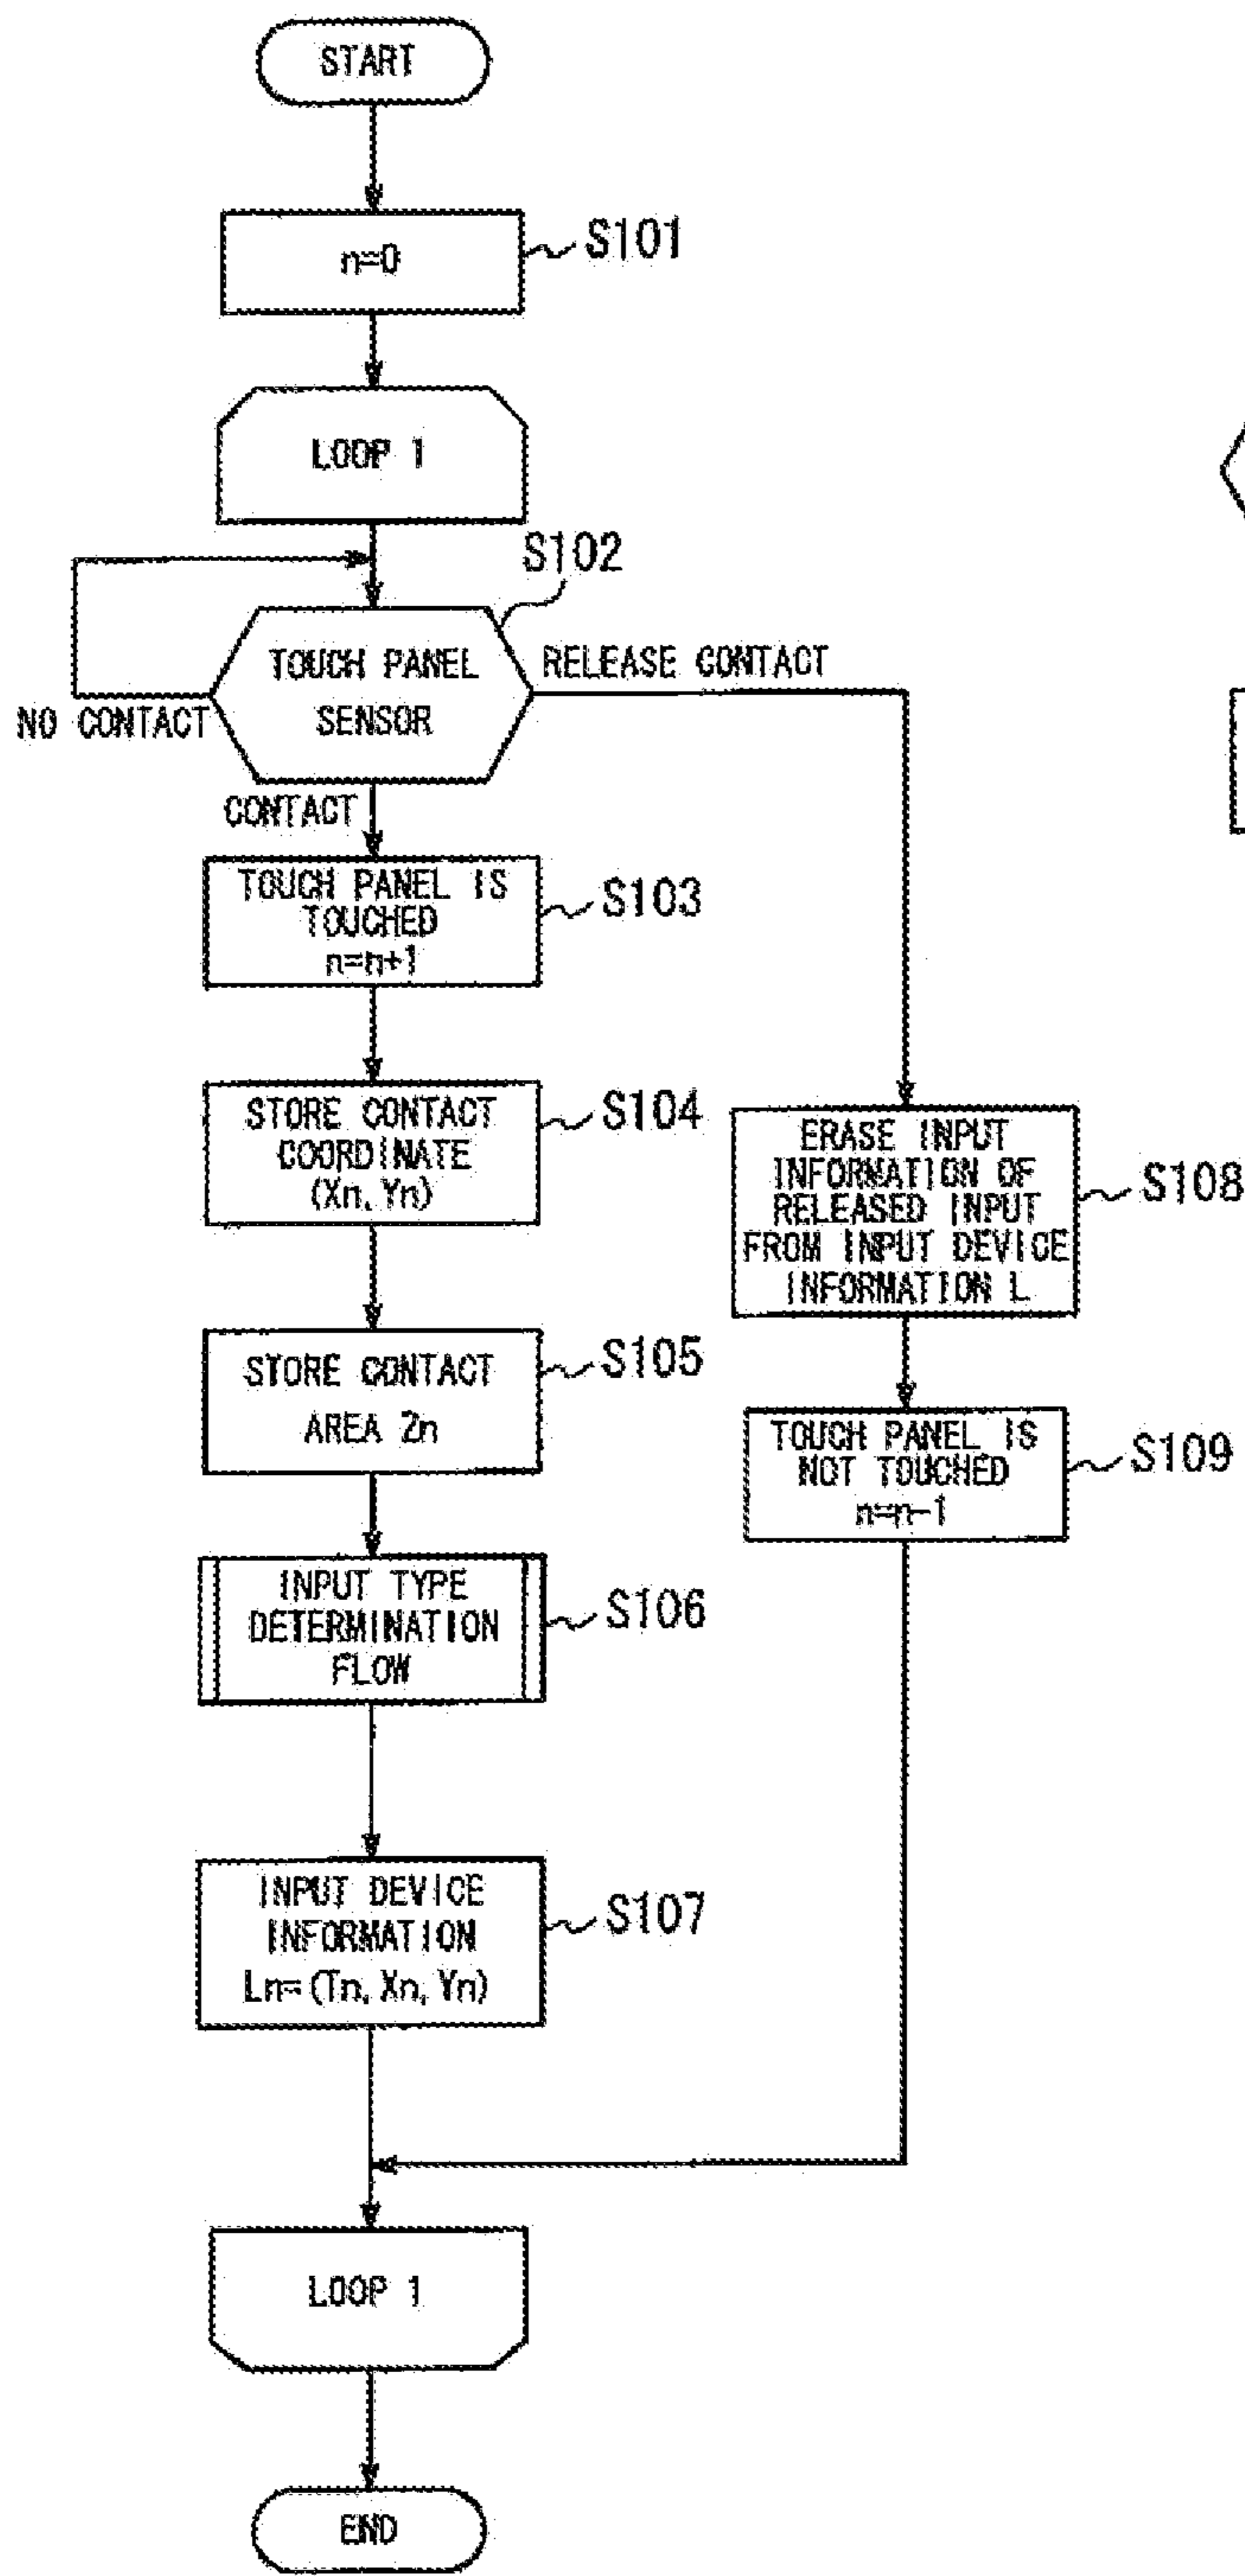 START
n=0
S101
LOOP 1
S102
TOUCH PANEL
SENSOR
RELEASE CONTACT
NO CONTACT
CONTACT
TOUCH PANEL IS
TOUCHED
n=n+1
S103
STORE CONTACT
COORDINATE
(Xn, Yn)
S104
STORE CONTACT
AREA Zn
S105
INPUT TYPE
DETERMINATION
FLOW
S106
INPUT DEVICE
INFORMATION
Ln=(Tn, Xn, Yn)
S107
ERASE INPUT
INFORMATION OF
RELEASED INPUT
FROM INPUT DEVICE
INFORMATION L
S108
TOUCH PANEL IS
NOT TOUCHED
n=n-1
S109
LOOP 1
END